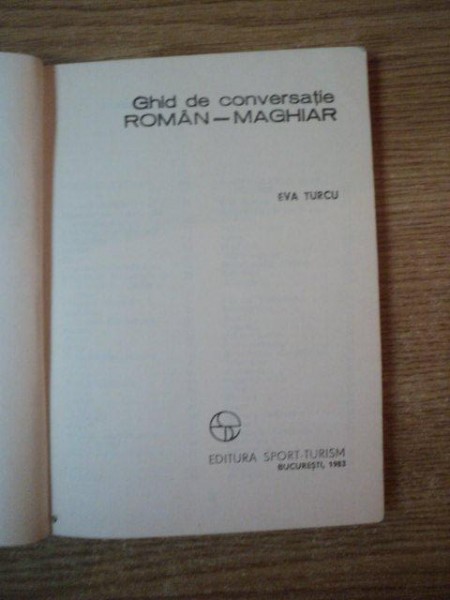 Ghid de conversație
ROMÂN—MAGHIAR
EVA TURCU
EDITURA SPORT-TURISM
BUCUREȘTI, 1983